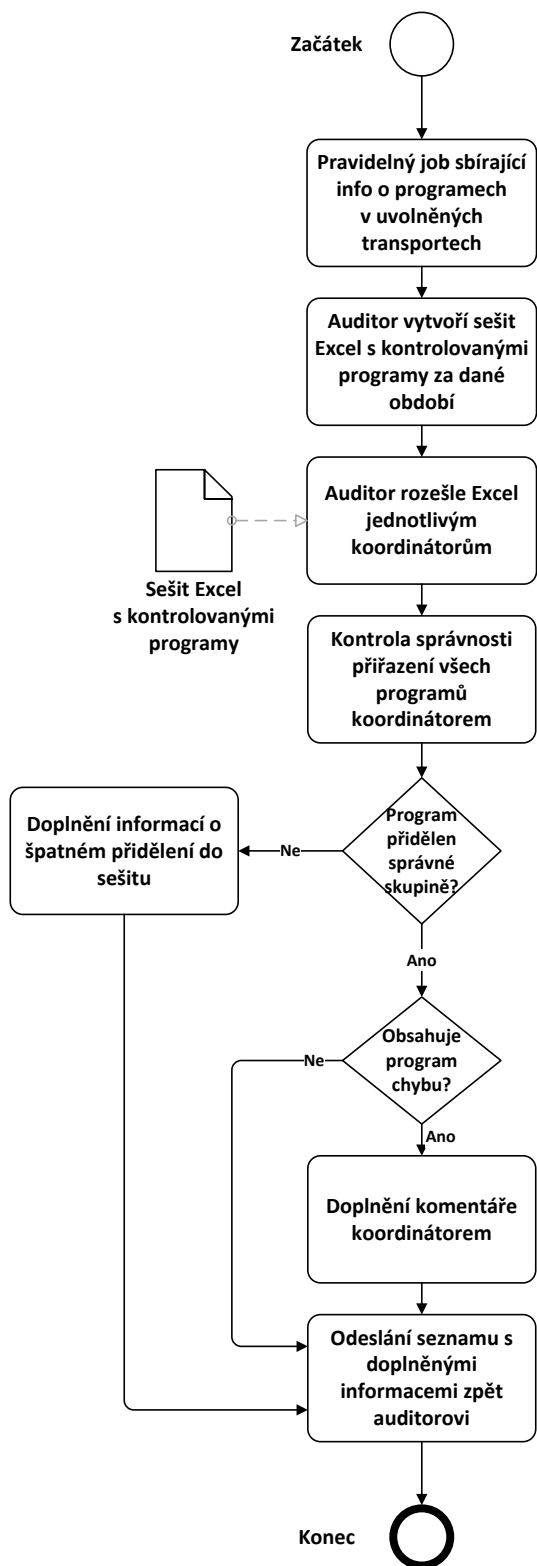 Začátek
Pravidelný job sbírající
info o programech
v uvolněných
transportech
Auditor vytvoří sešit
Excel s kontrolovanými
programy za dané
období
Auditor rozešle Excel
jednotlivým
koordinátorům
Sešit Excel
s kontrolovanými
programy
Kontrola správnosti
přiřazení všech
programů
koordinátorem
Program
přidělen
správné
skupině?
Ne
Doplnění informací o
špatném přidělení do
sešitu
Ano
Obsahuje
program
chybu?
Ne
Ano
Doplnění komentáře
koordinátorem
Odeslání seznamu s
doplněnými
informacemi zpět
auditorovi
Konec